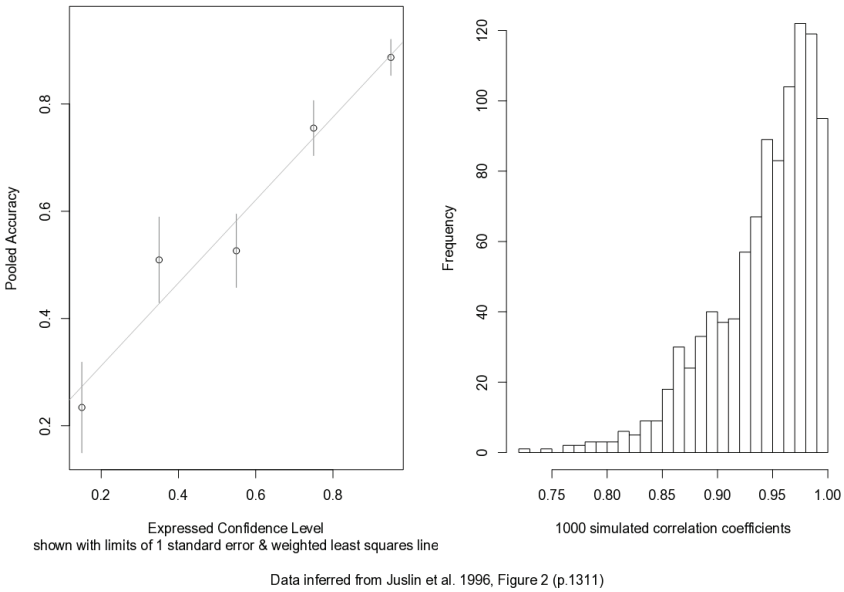 Pooled Accuracy
0.8
0.6
0.4
0.2
0.2 0.4 0.6 0.8
Expressed Confidence Level
shown with limits of 1 standard error & weighted least squares line
Frequency
120
100
80
60
40
20
0
0.75 0.80 0.85 0.90 0.95 1.00
1000 simulated correlation coefficients
Data inferred from Juslin et al. 1996, Figure 2 (p.1311)